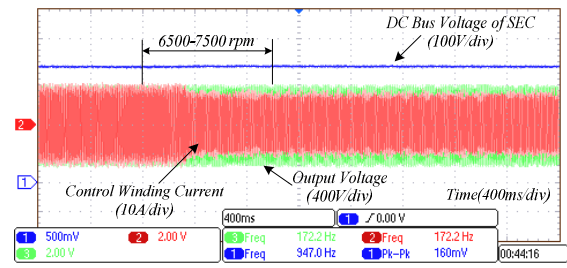 DC Bus Voltage of SEC
(100V/div)
6500-7500 rpm
2
1
Control Winding Current
(10A/div)
Output Voltage
(400V/div)
Time(400ms/div)
400ms
1 0.00 V
1 500mV 2 2.00 V
3 2.00 V
3 Freq 172.2 Hz 2 Freq 172.2 Hz
1 Freq 947.0 Hz 1 Pk-Pk 160mV
00:44:16